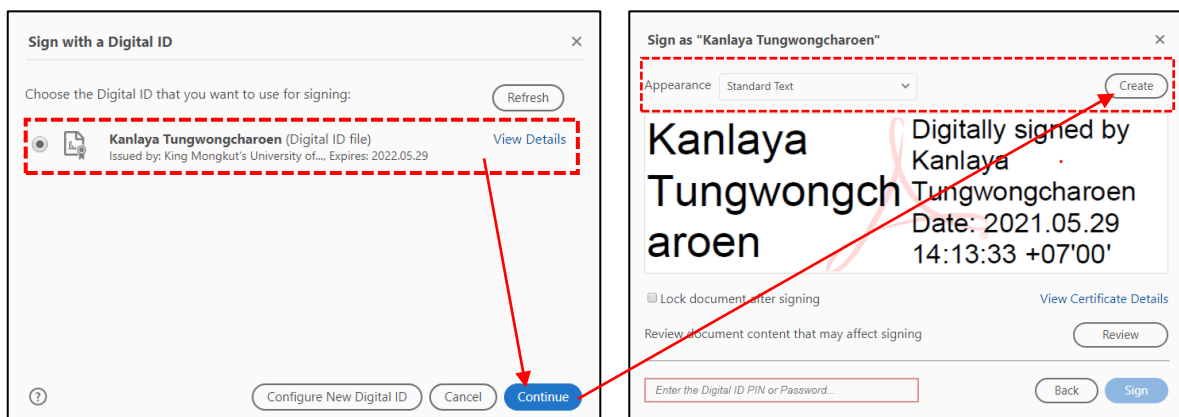 Sign with a Digital ID
Choose the Digital ID that you want to use for signing:
Refresh
Kanlaya Tungwongcharoen (Digital ID file)
View Details
Issued by: King Mongkut's University of..., Expires: 2022.05.29
Configure New Digital ID
Cancel
Continue
Sign as "Kanlaya Tungwongcharoen"
Appearance
Standard Text
Create
Kanlaya
Tungwongch
aroen
Digitally signed by
Kanlaya
Tungwongcharoen
Date: 2021.05.29
14:13:33 +07'00'
Lock document after signing
View Certificate Details
Review document content that may affect signing
Review
Enter the Digital ID PIN or Password...
Back
Sign